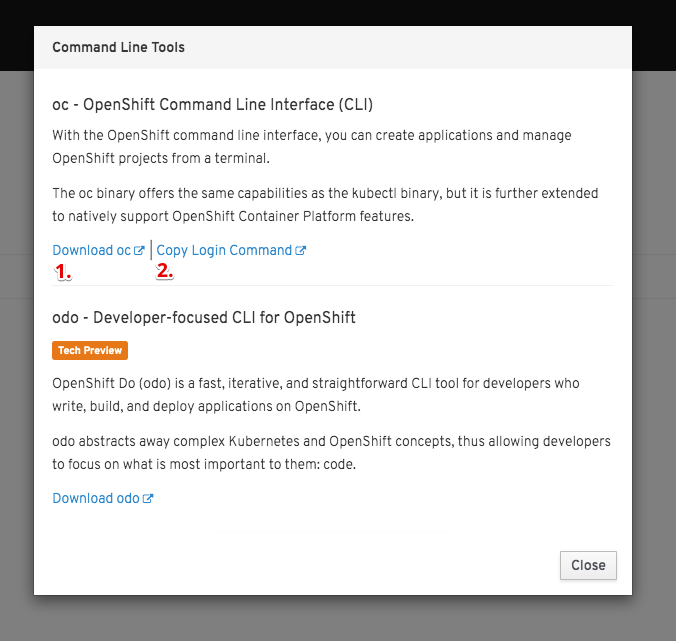 Command Line Tools
oc - OpenShift Command Line Interface (CLI)
With the OpenShift command line interface, you can create applications and manage
OpenShift projects from a terminal.
The oc binary offers the same capabilities as the kubectl binary, but it is further extended
to natively support OpenShift Container Platform features.
Download oc | Copy Login Command
1. 2.
odo - Developer-focused CLI for OpenShift
Tech Preview
OpenShift Do (odo) is a fast, iterative, and straightforward CLI tool for developers who
write, build, and deploy applications on OpenShift.
odo abstracts away complex Kubernetes and OpenShift concepts, thus allowing developers
to focus on what is most important to them: code.
Download odo
Close